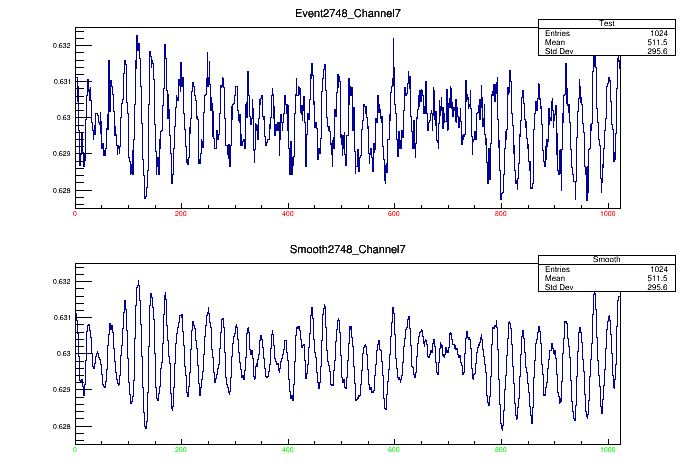 Event2748_Channel7
Test
Entries 1024
Mean 511.5
Std Dev 295.6
0.632
0.631
0.63
0.629
0.628
0 200 400 600 800 1000
Smooth2748_Channel7
Smooth
Entries 1024
Mean 511.5
Std Dev 295.6
0.632
0.631
0.63
0.629
0.628
0 200 400 600 800 1000